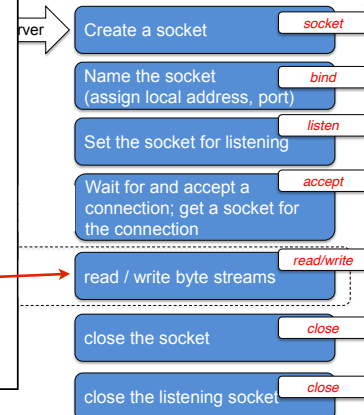 rver
Create a socket
socket
Name the socket
(assign local address, port)
bind
Set the socket for listening
listen
Wait for and accept a
connection; get a socket for
the connection
accept
read / write byte streams
read/write
close the socket
close
close the listening socket
close